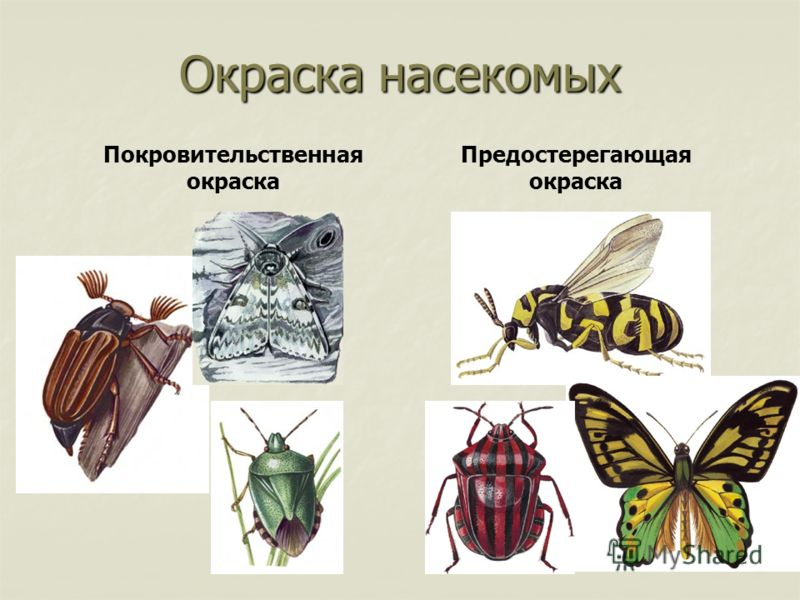 Окраска насекомых
Покровительственная
окраска
Предостерегающая
окраска
MyShared